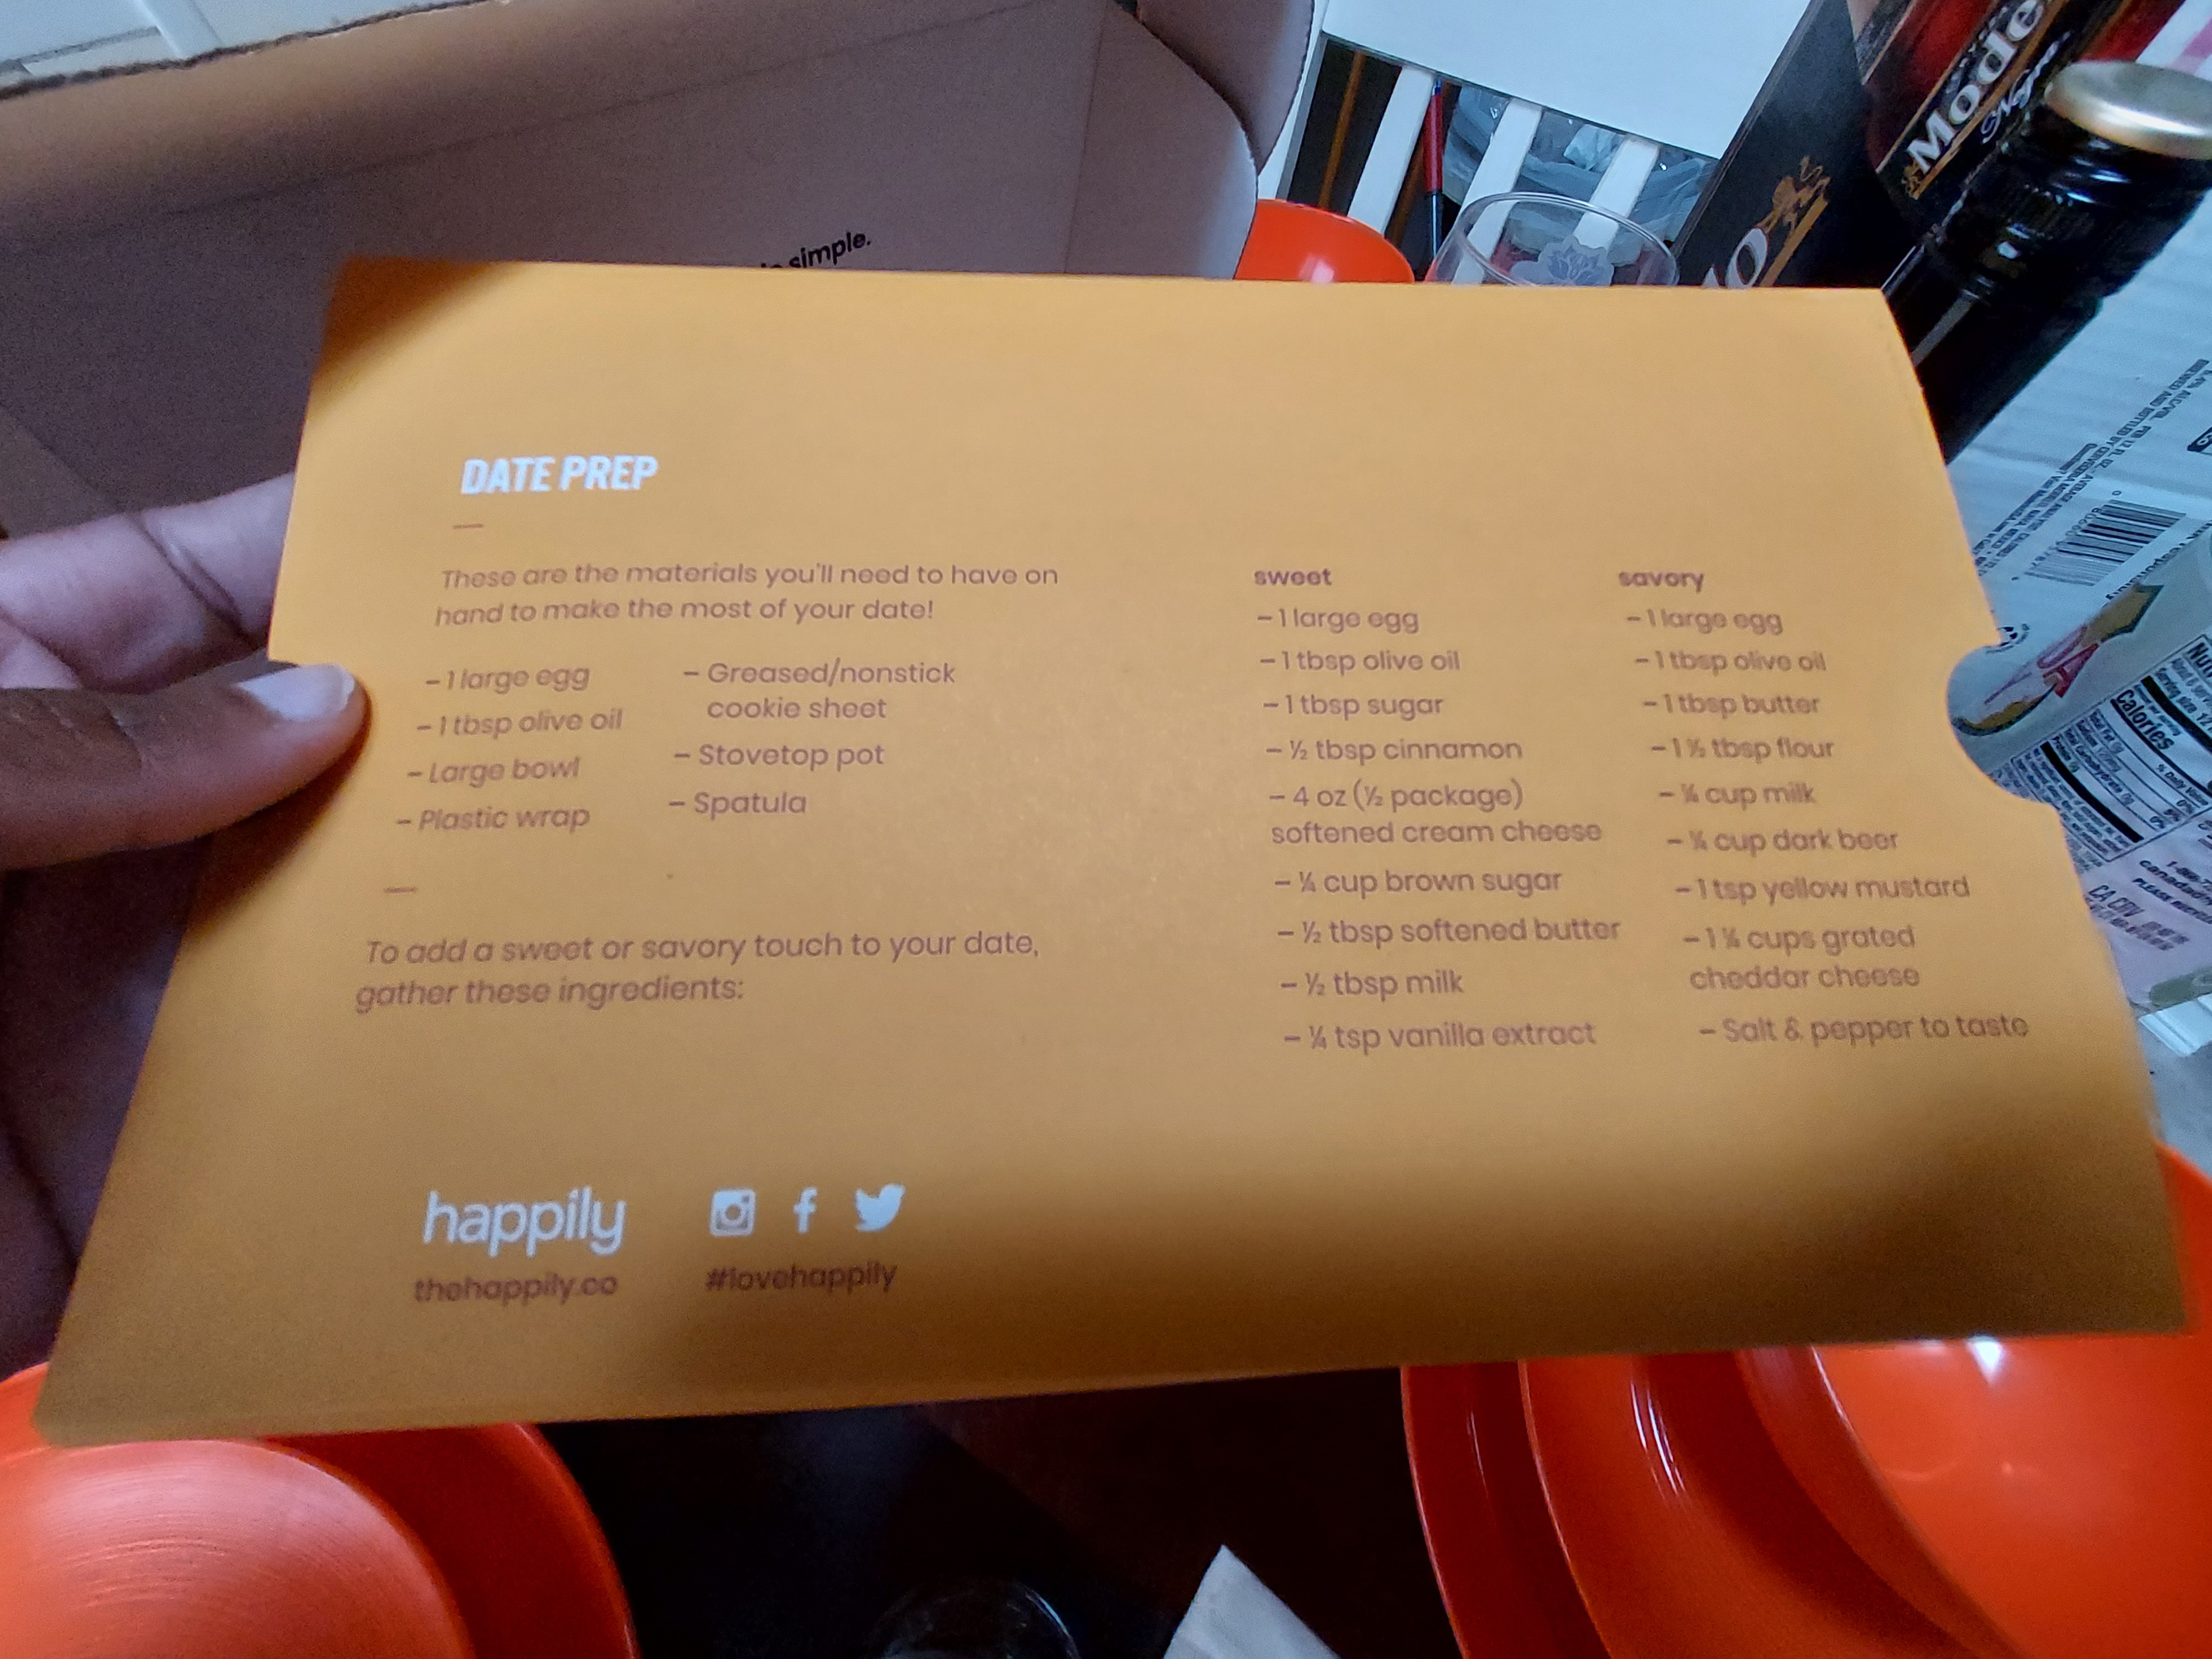 simple.
Mode
DATE PREP
These are the materials you'll need to have on
hand to make the most of your date!
– 1 large egg
– 1 tbsp olive oil
– Large bowl
– Plastic wrap
– Greased/nonstick
cookie sheet
– Stovetop pot
– Spatula
To add a sweet or savory touch to your date,
gather these ingredients:
sweet
– 1 large egg
– 1 tbsp olive oil
– 1 tbsp sugar
– ½ tbsp cinnamon
– 4 oz (½ package)
softened cream cheese
– ¼ cup brown sugar
– ½ tbsp softened butter
– ½ tbsp milk
– ¼ tsp vanilla extract
savory
– 1 large egg
– 1 tbsp olive oil
– 1 tbsp butter
– 1 ½ tbsp flour
– ¼ cup milk
– ¼ cup dark beer
– 1 tsp yellow mustard
– 1 ¼ cups grated
cheddar cheese
– Salt & pepper to taste
happily
thehappily.co
#lovehappily
Calories
CA CRV